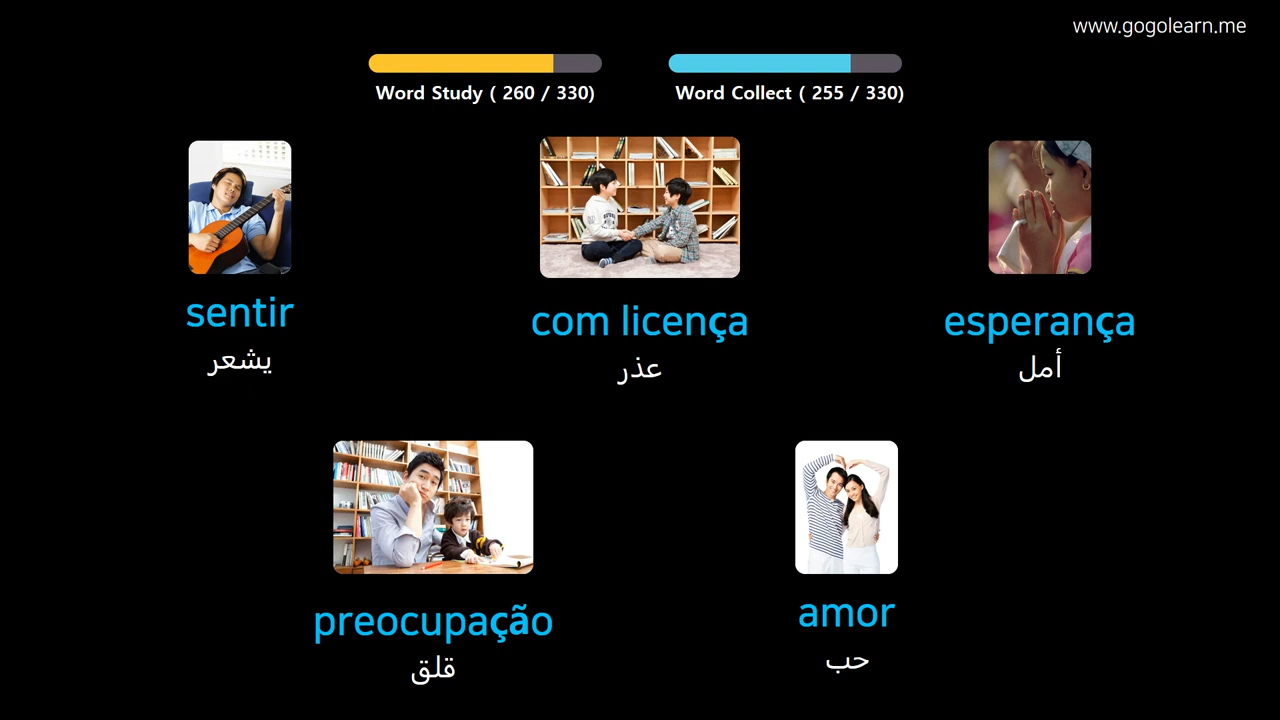 www.gogolearn.me
Word Study ( 260 / 330)
Word Collect ( 255 / 330)
sentir
يشعر
com licença
عذر
esperança
أمل
preocupação
قلق
amor
حب